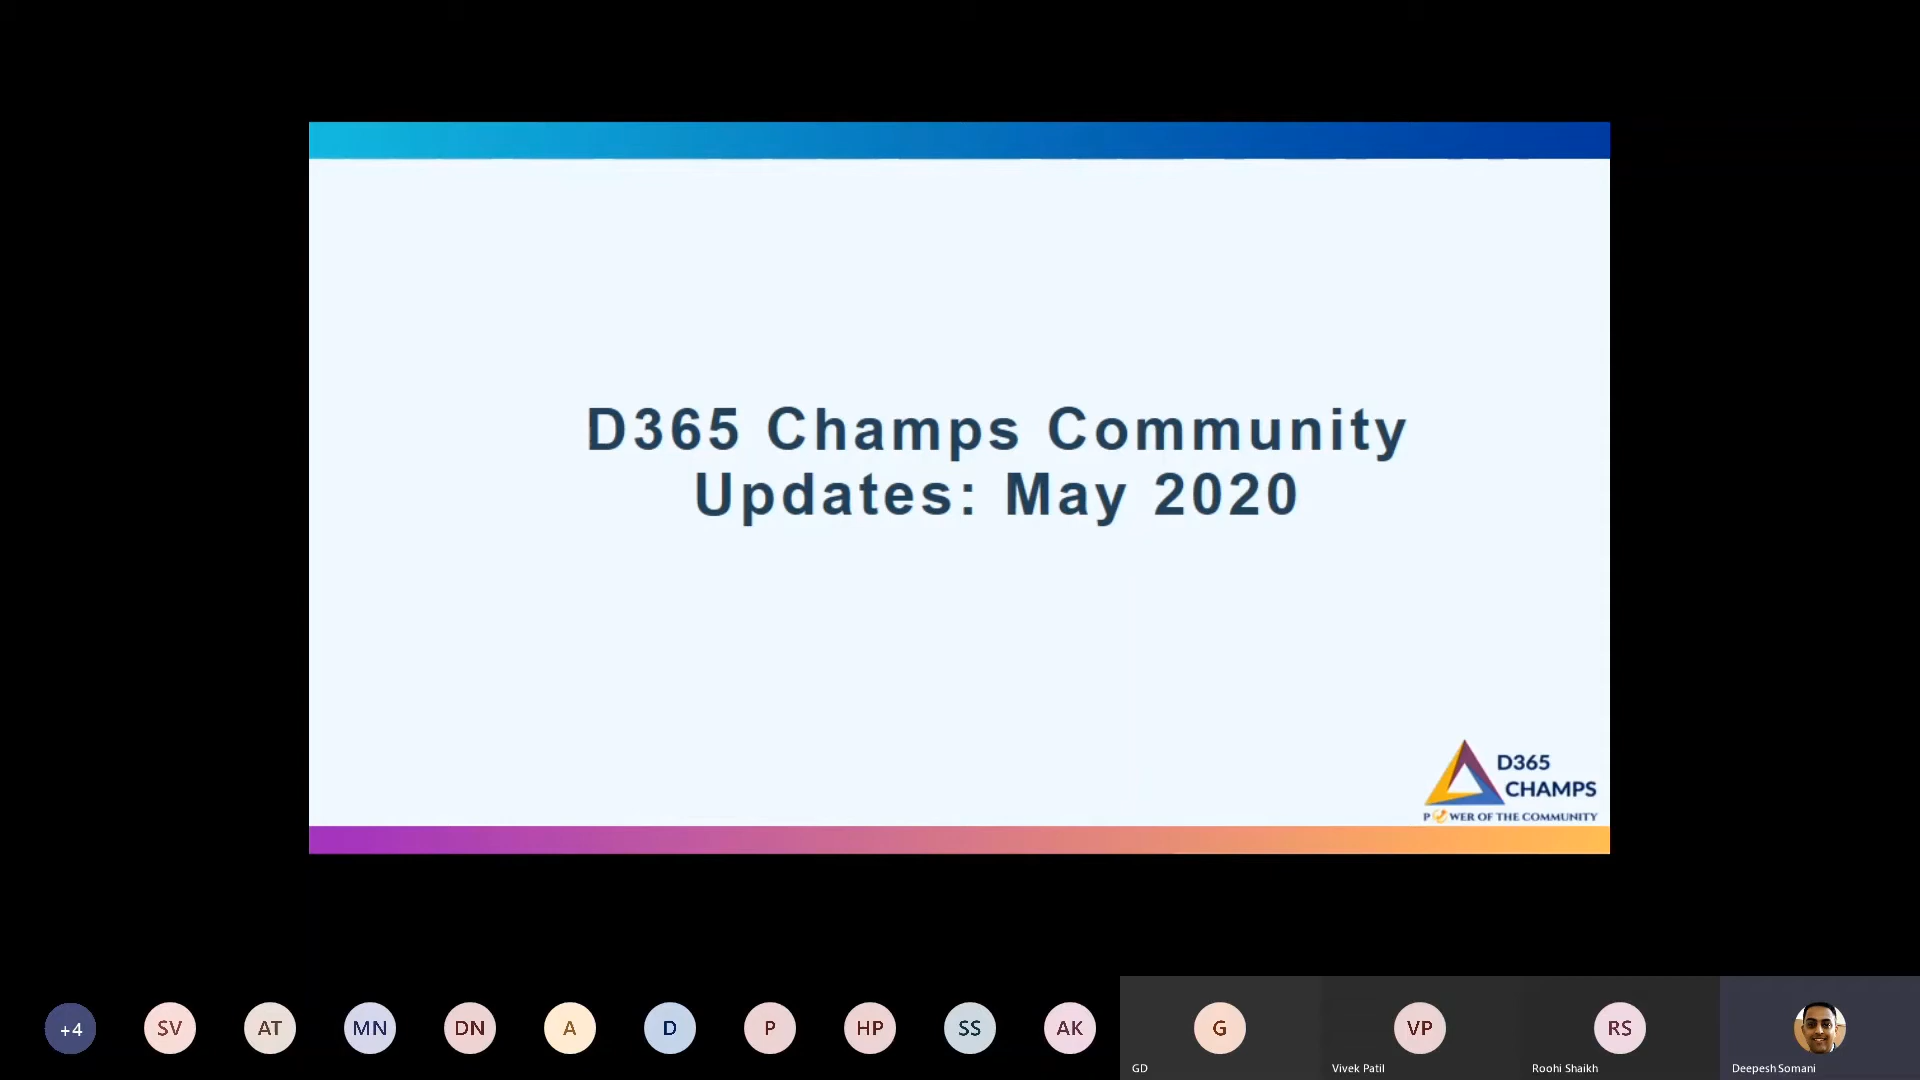 D365 Champs Community
Updates: May 2020
D365
CHAMPS
POWER OF THE COMMUNITY
+4
SV
AT
MN
DN
A
D
P
HP
SS
AK
G
VP
RS
GD
Vivek Patil
Roohi Shaikh
Deepesh Somani